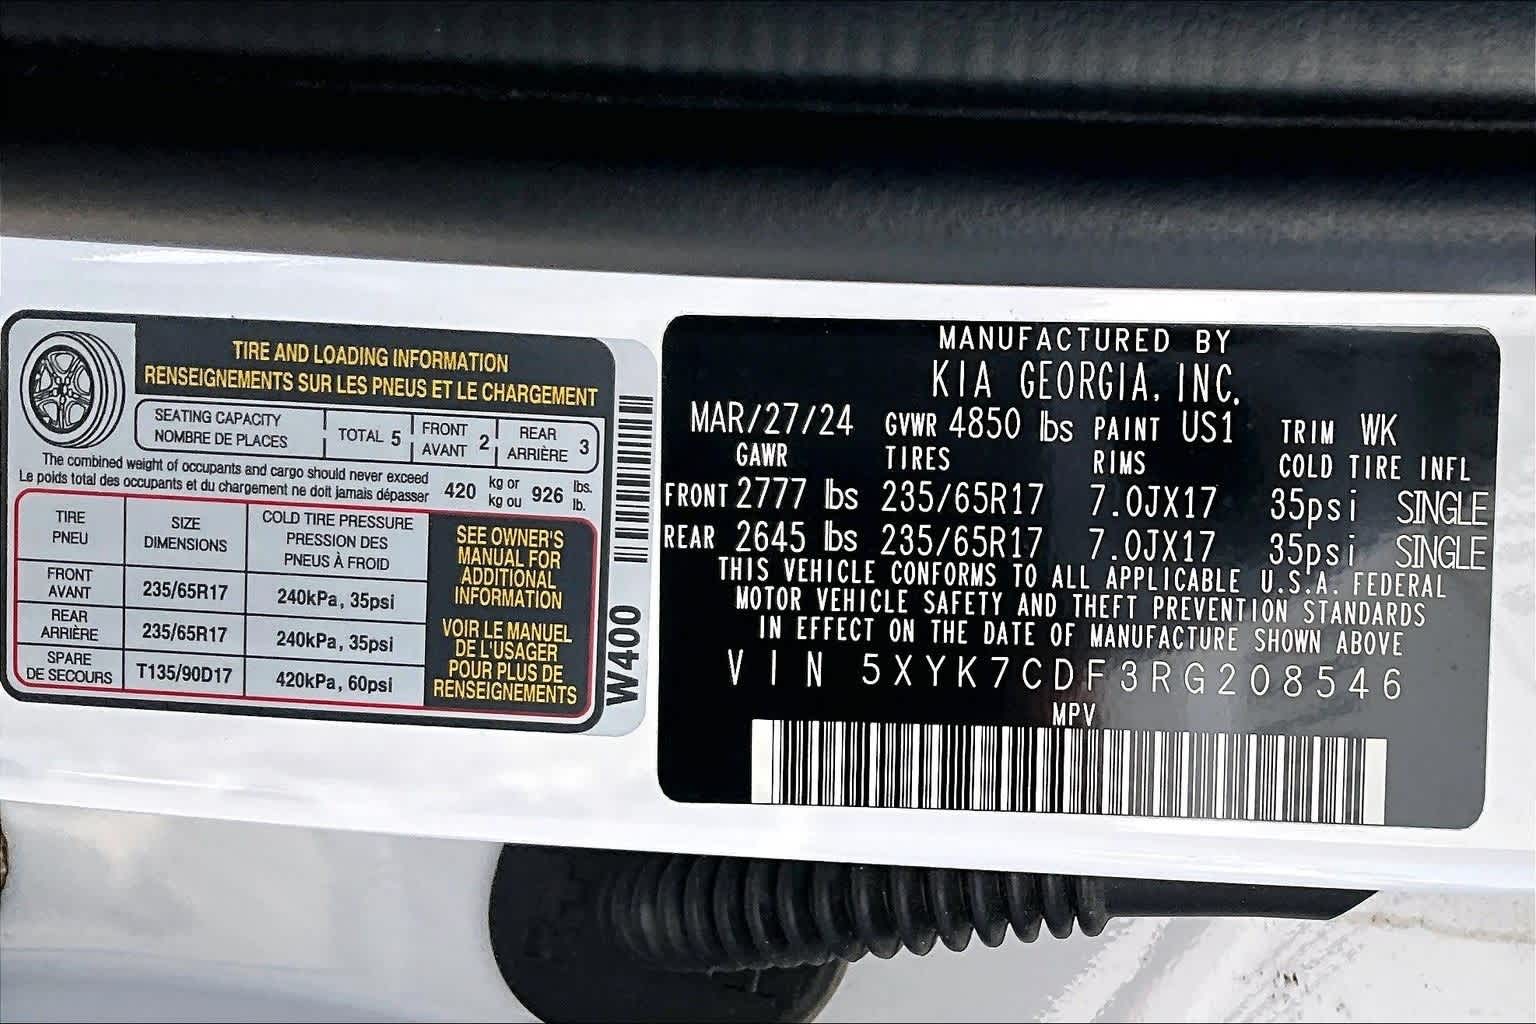 TIRE AND LOADING INFORMATION
RENSEIGNEMENTS SUR LES PNEUS ET LE CHARGEMENT
SEATING CAPACITY
NOMBRE DE PLACES
TOTAL 5
FRONT
AVANT 2
REAR
ARRIÈRE 3
The combined weight of occupants and cargo should never exceed
Le poids total des occupants et du chargement ne doit jamais dépasser
420 kg or
kg ou 926 lbs.
lb.
TIRE
PNEU
SIZE
DIMENSIONS
COLD TIRE PRESSURE
PRESSION DES
PNEUS À FROID
FRONT
AVANT
235/65R17
240kPa, 35psi
REAR
ARRIÈRE
235/65R17
240kPa, 35psi
SPARE
DE SECOURS
T135/90D17
420kPa, 60psi
SEE OWNER'S
MANUAL FOR
ADDITIONAL
INFORMATION
VOIR LE MANUEL
DE L'USAGER
POUR PLUS DE
RENSEIGNEMENTS
W400
MANUFACTURED BY
KIA GEORGIA, INC.
MAR/27/24 GVWR 4850 lbs PAINT US1 TRIM WK
GAWR TIRES RIMS COLD TIRE INFL
FRONT 2777 lbs 235/65R17 7.0JX17 35psi SINGLE
REAR 2645 lbs 235/65R17 7.0JX17 35psi SINGLE
THIS VEHICLE CONFORMS TO ALL APPLICABLE U.S.A. FEDERAL
MOTOR VEHICLE SAFETY AND THEFT PREVENTION STANDARDS
IN EFFECT ON THE DATE OF MANUFACTURE SHOWN ABOVE
VIN 5XYK7CDF3RG208546
MPV